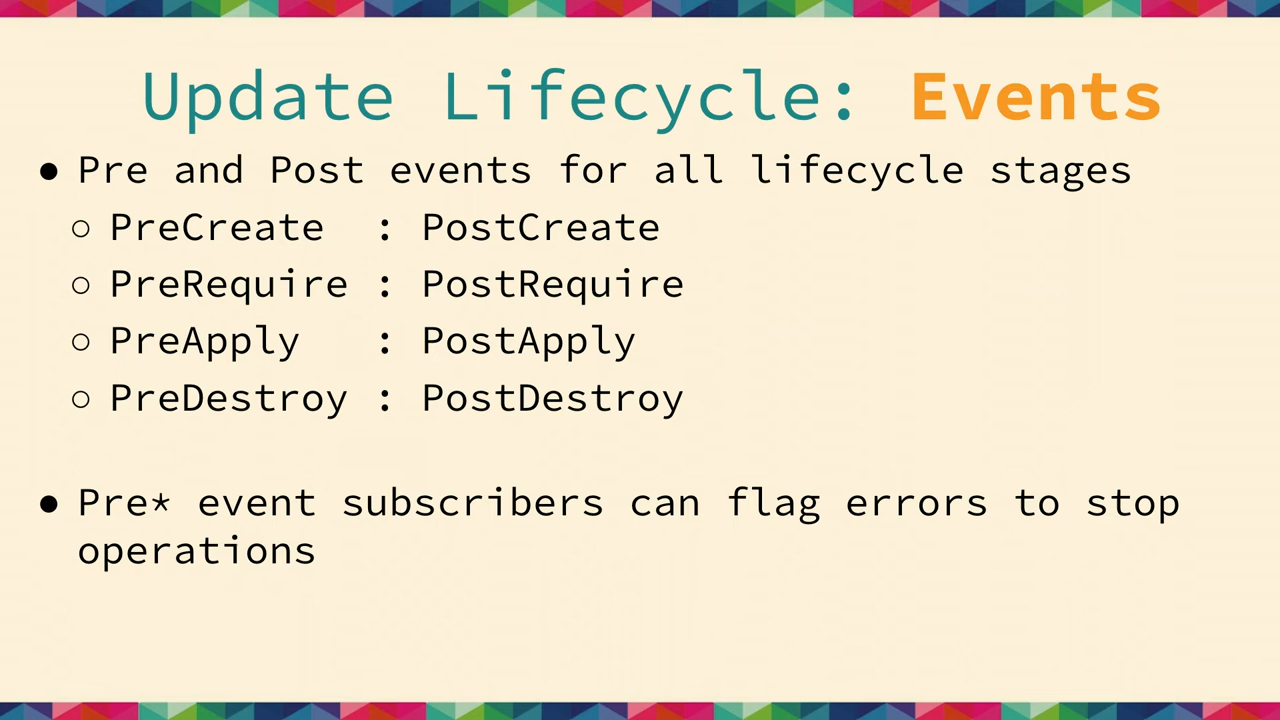 Update Lifecycle: Events
● Pre and Post events for all lifecycle stages
○ PreCreate : PostCreate
○ PreRequire : PostRequire
○ PreApply : PostApply
○ PreDestroy : PostDestroy
● Pre* event subscribers can flag errors to stop
operations